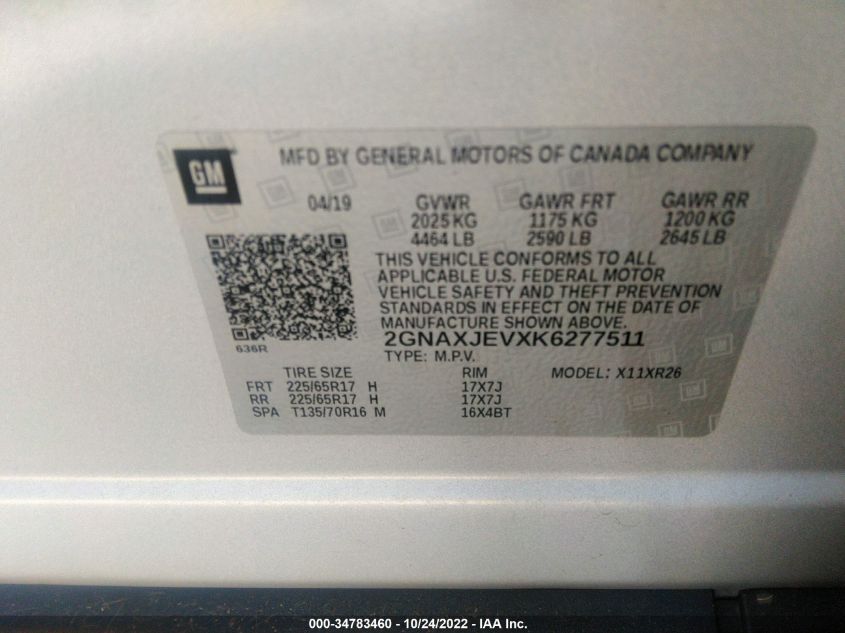 GM
MFD BY GENERAL MOTORS OF CANADA COMPANY
04/19 GVWR GAWR FRT GAWR RR
2025 KG 1175 KG 1200 KG
4464 LB 2590 LB 2645 LB
THIS VEHICLE CONFORMS TO ALL
APPLICABLE U.S. FEDERAL MOTOR
VEHICLE SAFETY AND THEFT PREVENTION
STANDARDS IN EFFECT ON THE DATE OF
MANUFACTURE SHOWN ABOVE.
636R
2GNAXJEVXK6277511
TYPE: M.P.V.
TIRE SIZE RIM MODEL: X11XR26
FRT 225/65R17 H 17X7J
RR 225/65R17 H 17X7J
SPA T135/70R16 M 16X4BT
000-34783460 - 10/24/2022 - IAA Inc.